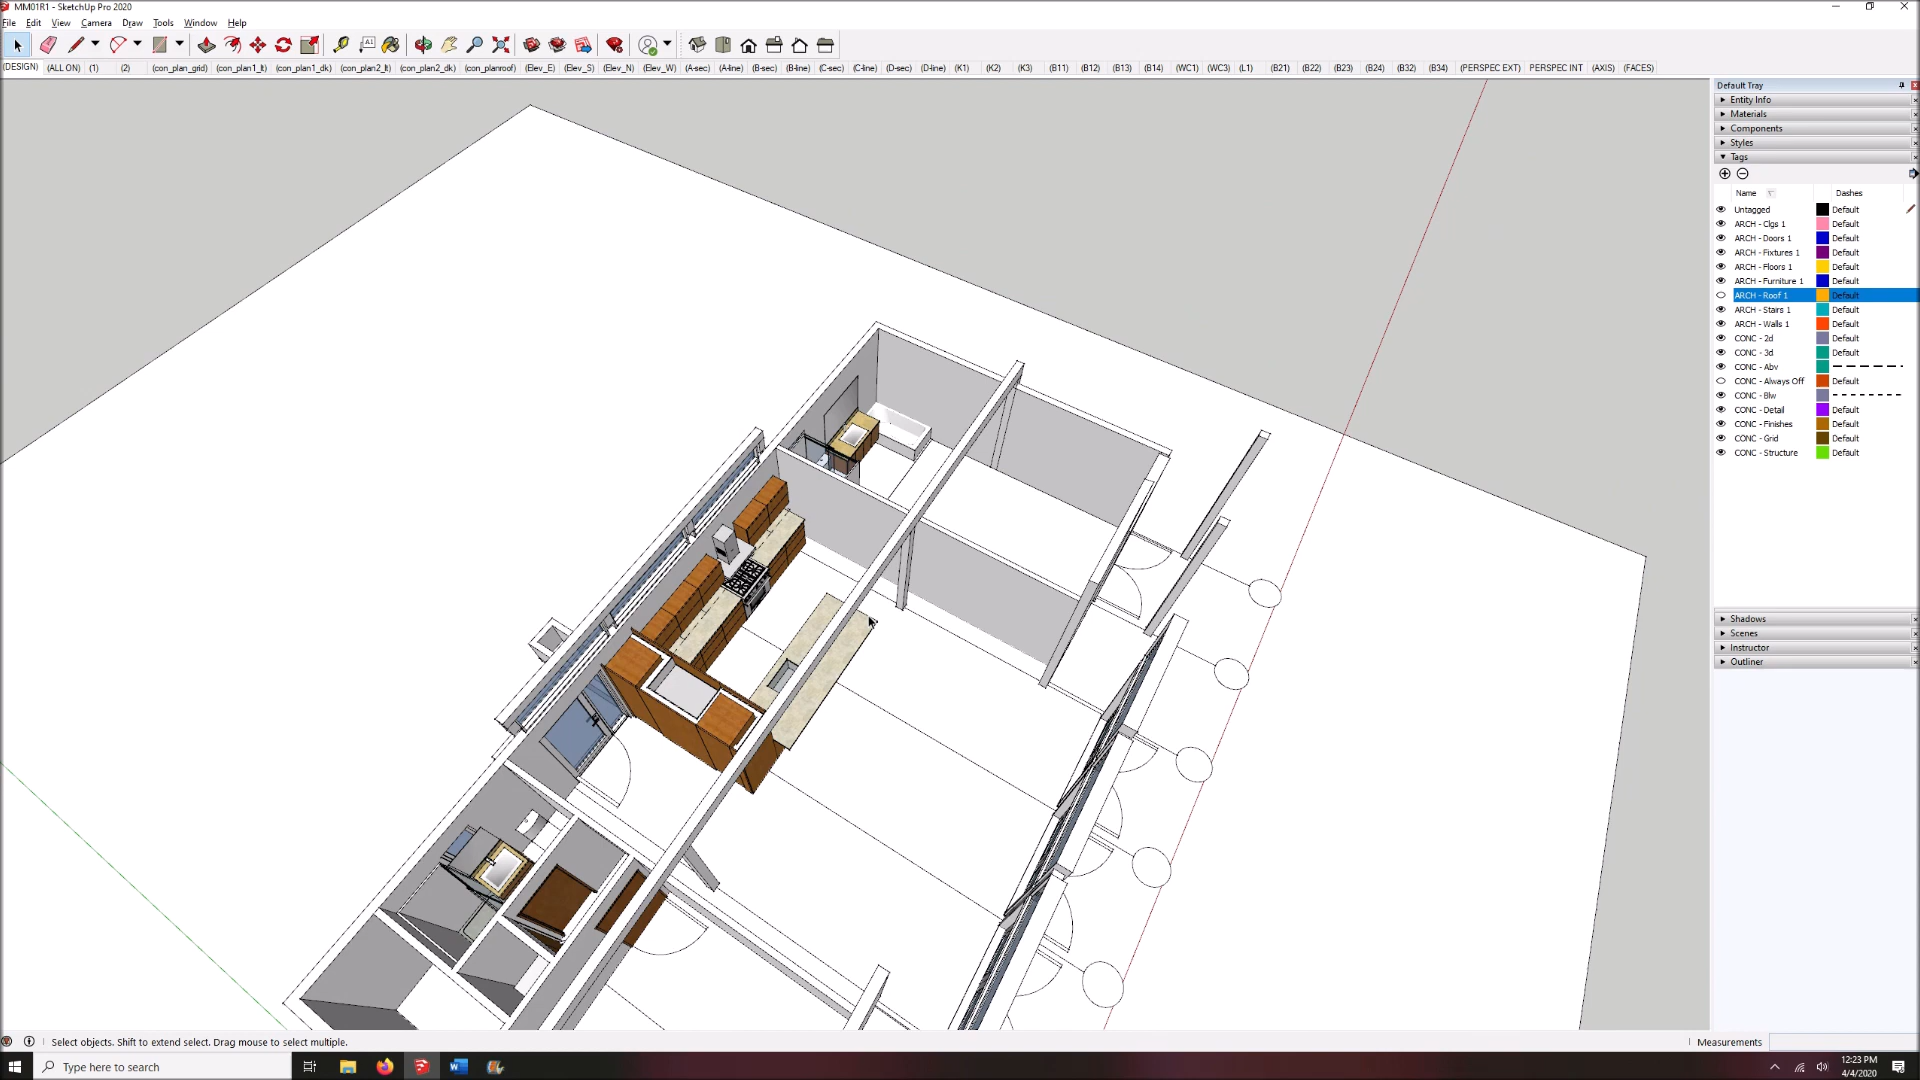 MM01R1 - SketchUp Pro 2020
File Edit View Camera Draw Tools Window Help
A1
(DESIGN) (ALL ON) (1) (2) (con_plan_grid) (con_plan1_lt) (con_plan1_dk) (con_plan2_lt) (con_plan2_dk) (con_planroof) (Elev_E) (Elev_S) (Elev_N) (Elev_W) (A-sec) (A-line) (B-sec) (B-line) (C-sec) (C-line) (D-sec) (D-line) (K1) (K2) (K3) (B11) (B12) (B13) (B14) (WC1) (WC3) (L1) (B21) (B22) (B23) (B24) (B32) (B34) (PERSPEC EXT) PERSPEC INT (AXIS) (FACES)
Default Tray
Entity Info
Materials
Components
Styles
Tags
Name Dashes
Untagged Default
ARCH - Clgs 1 Default
ARCH - Doors 1 Default
ARCH - Fixtures 1 Default
ARCH - Floors 1 Default
ARCH - Furniture 1 Default
ARCH - Roof 1 Default
ARCH - Stairs 1 Default
ARCH - Walls 1 Default
CONC - 2d Default
CONC - 3d Default
CONC - Abv
CONC - Always Off Default
CONC - Blw
CONC - Detail Default
CONC - Finishes Default
CONC - Grid Default
CONC - Structure Default
Shadows
Scenes
Instructor
Outliner
Select objects. Shift to extend select. Drag mouse to select multiple.
Measurements
Type here to search
12:23 PM
4/4/2020